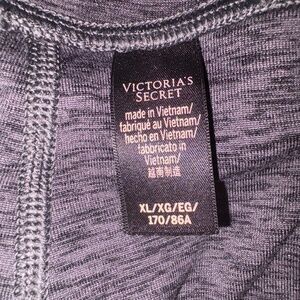 VICTORIA'S
SECRET
made in Vietnam/
fabriqué au Vietnam/
hecho en Vietnam/
fabricato in
Vietnam/
越南制造
XL/XG/EG/
170/86A